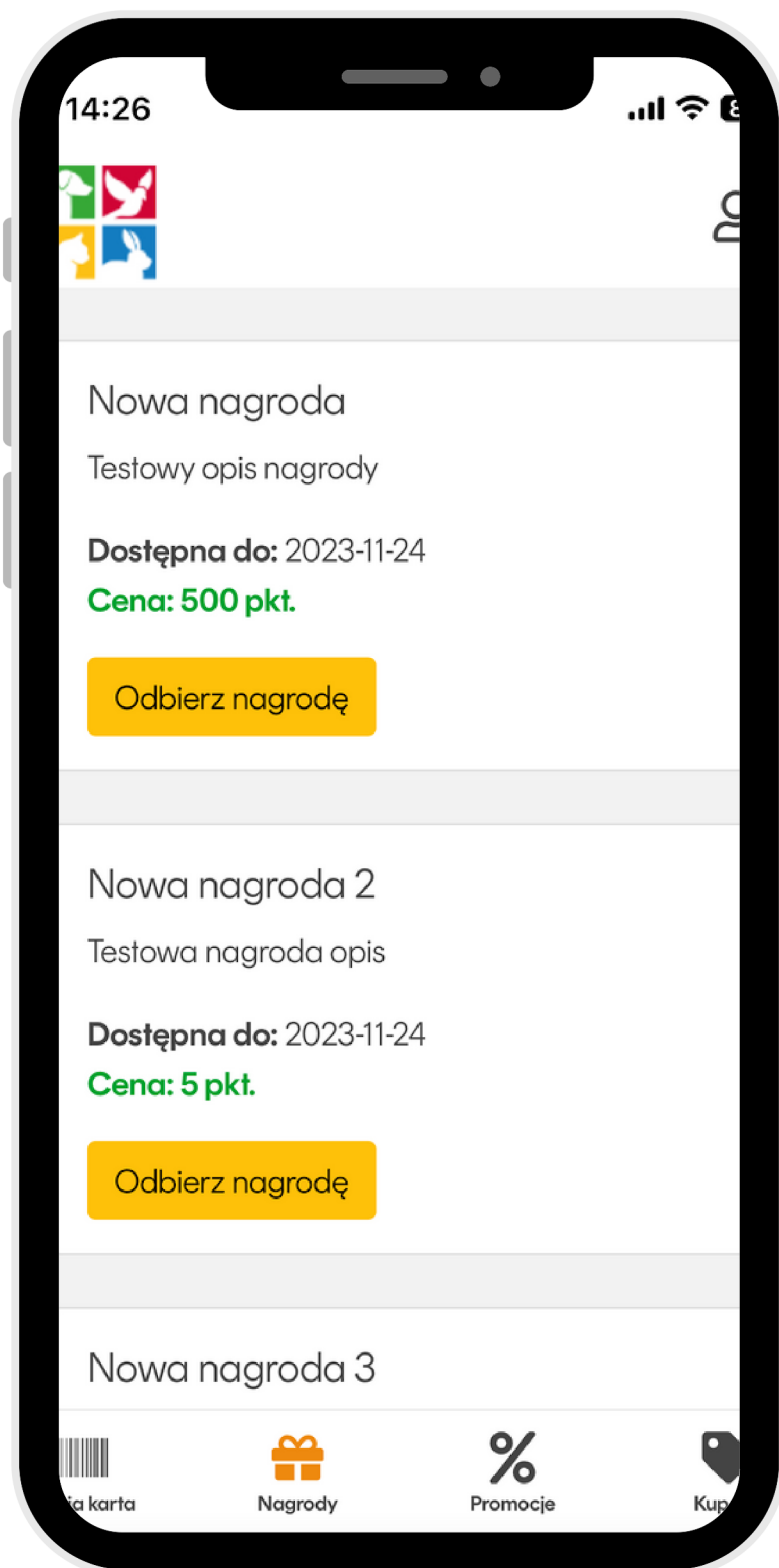 14:26
Nowa nagroda
Testowy opis nagrody
Dostępna do: 2023-11-24
Cena: 500 pkt.
Odbierz nagrodę
Nowa nagroda 2
Testowa nagroda opis
Dostępna do: 2023-11-24
Cena: 5 pkt.
Odbierz nagrodę
Nowa nagroda 3
karta Nagrody Promocje